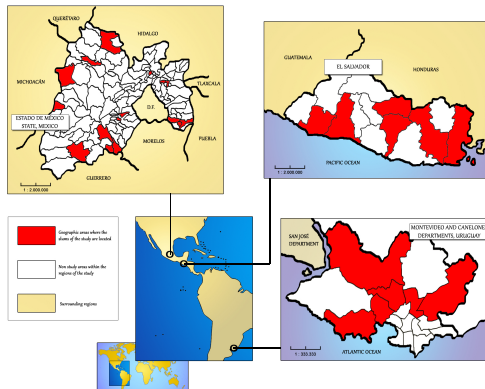 QUERÉTARO
HIDALGO
MICHOACÁN
TLAXCALA
D.F.
ESTADO DE MÉXICO
STATE, MEXICO
MORELOS
PUEBLA
GUERRERO
1 : 2.000.000
GUATEMALA
EL SALVADOR
HONDURAS
PACIFIC OCEAN
1 : 2.000.000
Geographic areas where the
slums of the study are located
Non study areas within the
regions of the study
Surrounding regions
SAN JOSÉ
DEPARTMENT
MONTEVIDEO AND CANELONES
DEPARTMENTS, URUGUAY
1 : 333.333
ATLANTIC OCEAN